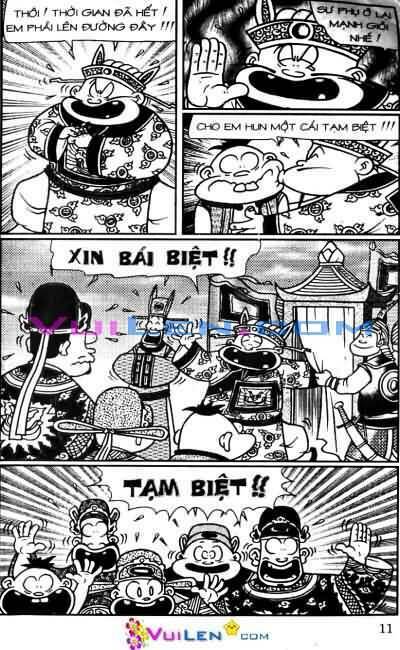 THÔI! THỜI GIAN ĐÃ HẾT!
EM PHẢI LÊN ĐƯỜNG ĐÂY!!!
SƯ PHỤ Ở LẠI
MẠNH GIỎI
NHÉ!
CHO EM HUN MỘT CÁI TẠM BIỆT!!!
XIN BÁI BIỆT!!
VUILEN.COM
TẠM BIỆT!!
11
VUILEN.COM